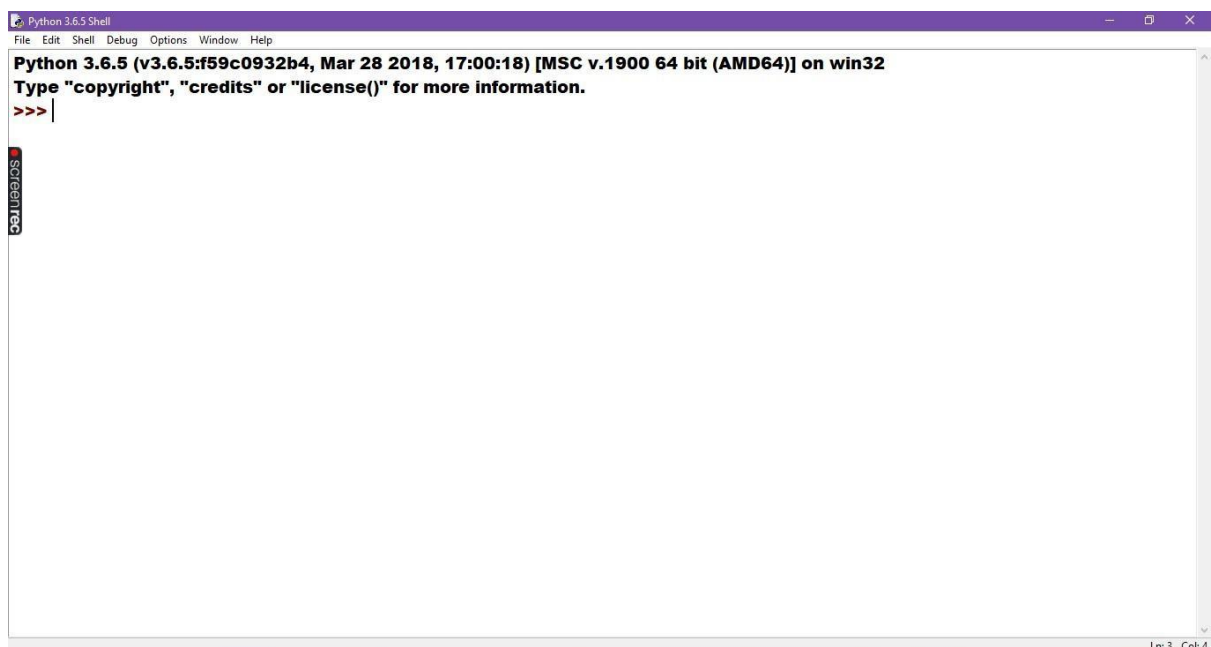 Python 3.6.5 Shell
File Edit Shell Debug Options Window Help
Python 3.6.5 (v3.6.5:f59c0932b4, Mar 28 2018, 17:00:18) [MSC v.1900 64 bit (AMD64)] on win32
Type "copyright", "credits" or "license()" for more information.
>>>
screenrec
Ln: 3 Col: 4